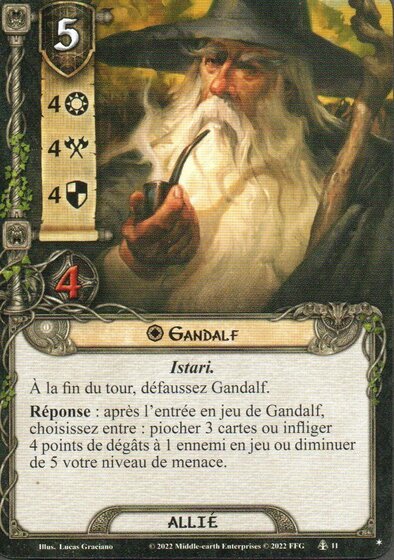 5
4
4
4
4
Gandalf
Istari.
À la fin du tour, défaussez Gandalf.
Réponse : après l'entrée en jeu de Gandalf,
choisissez entre : piocher 3 cartes ou infliger
4 points de dégâts à 1 ennemi en jeu ou diminuer
de 5 votre niveau de menace.
ALLIÉ
Illus. Lucas Graciano © 2022 Middle-earth Enterprises © 2022 FFG 11 *